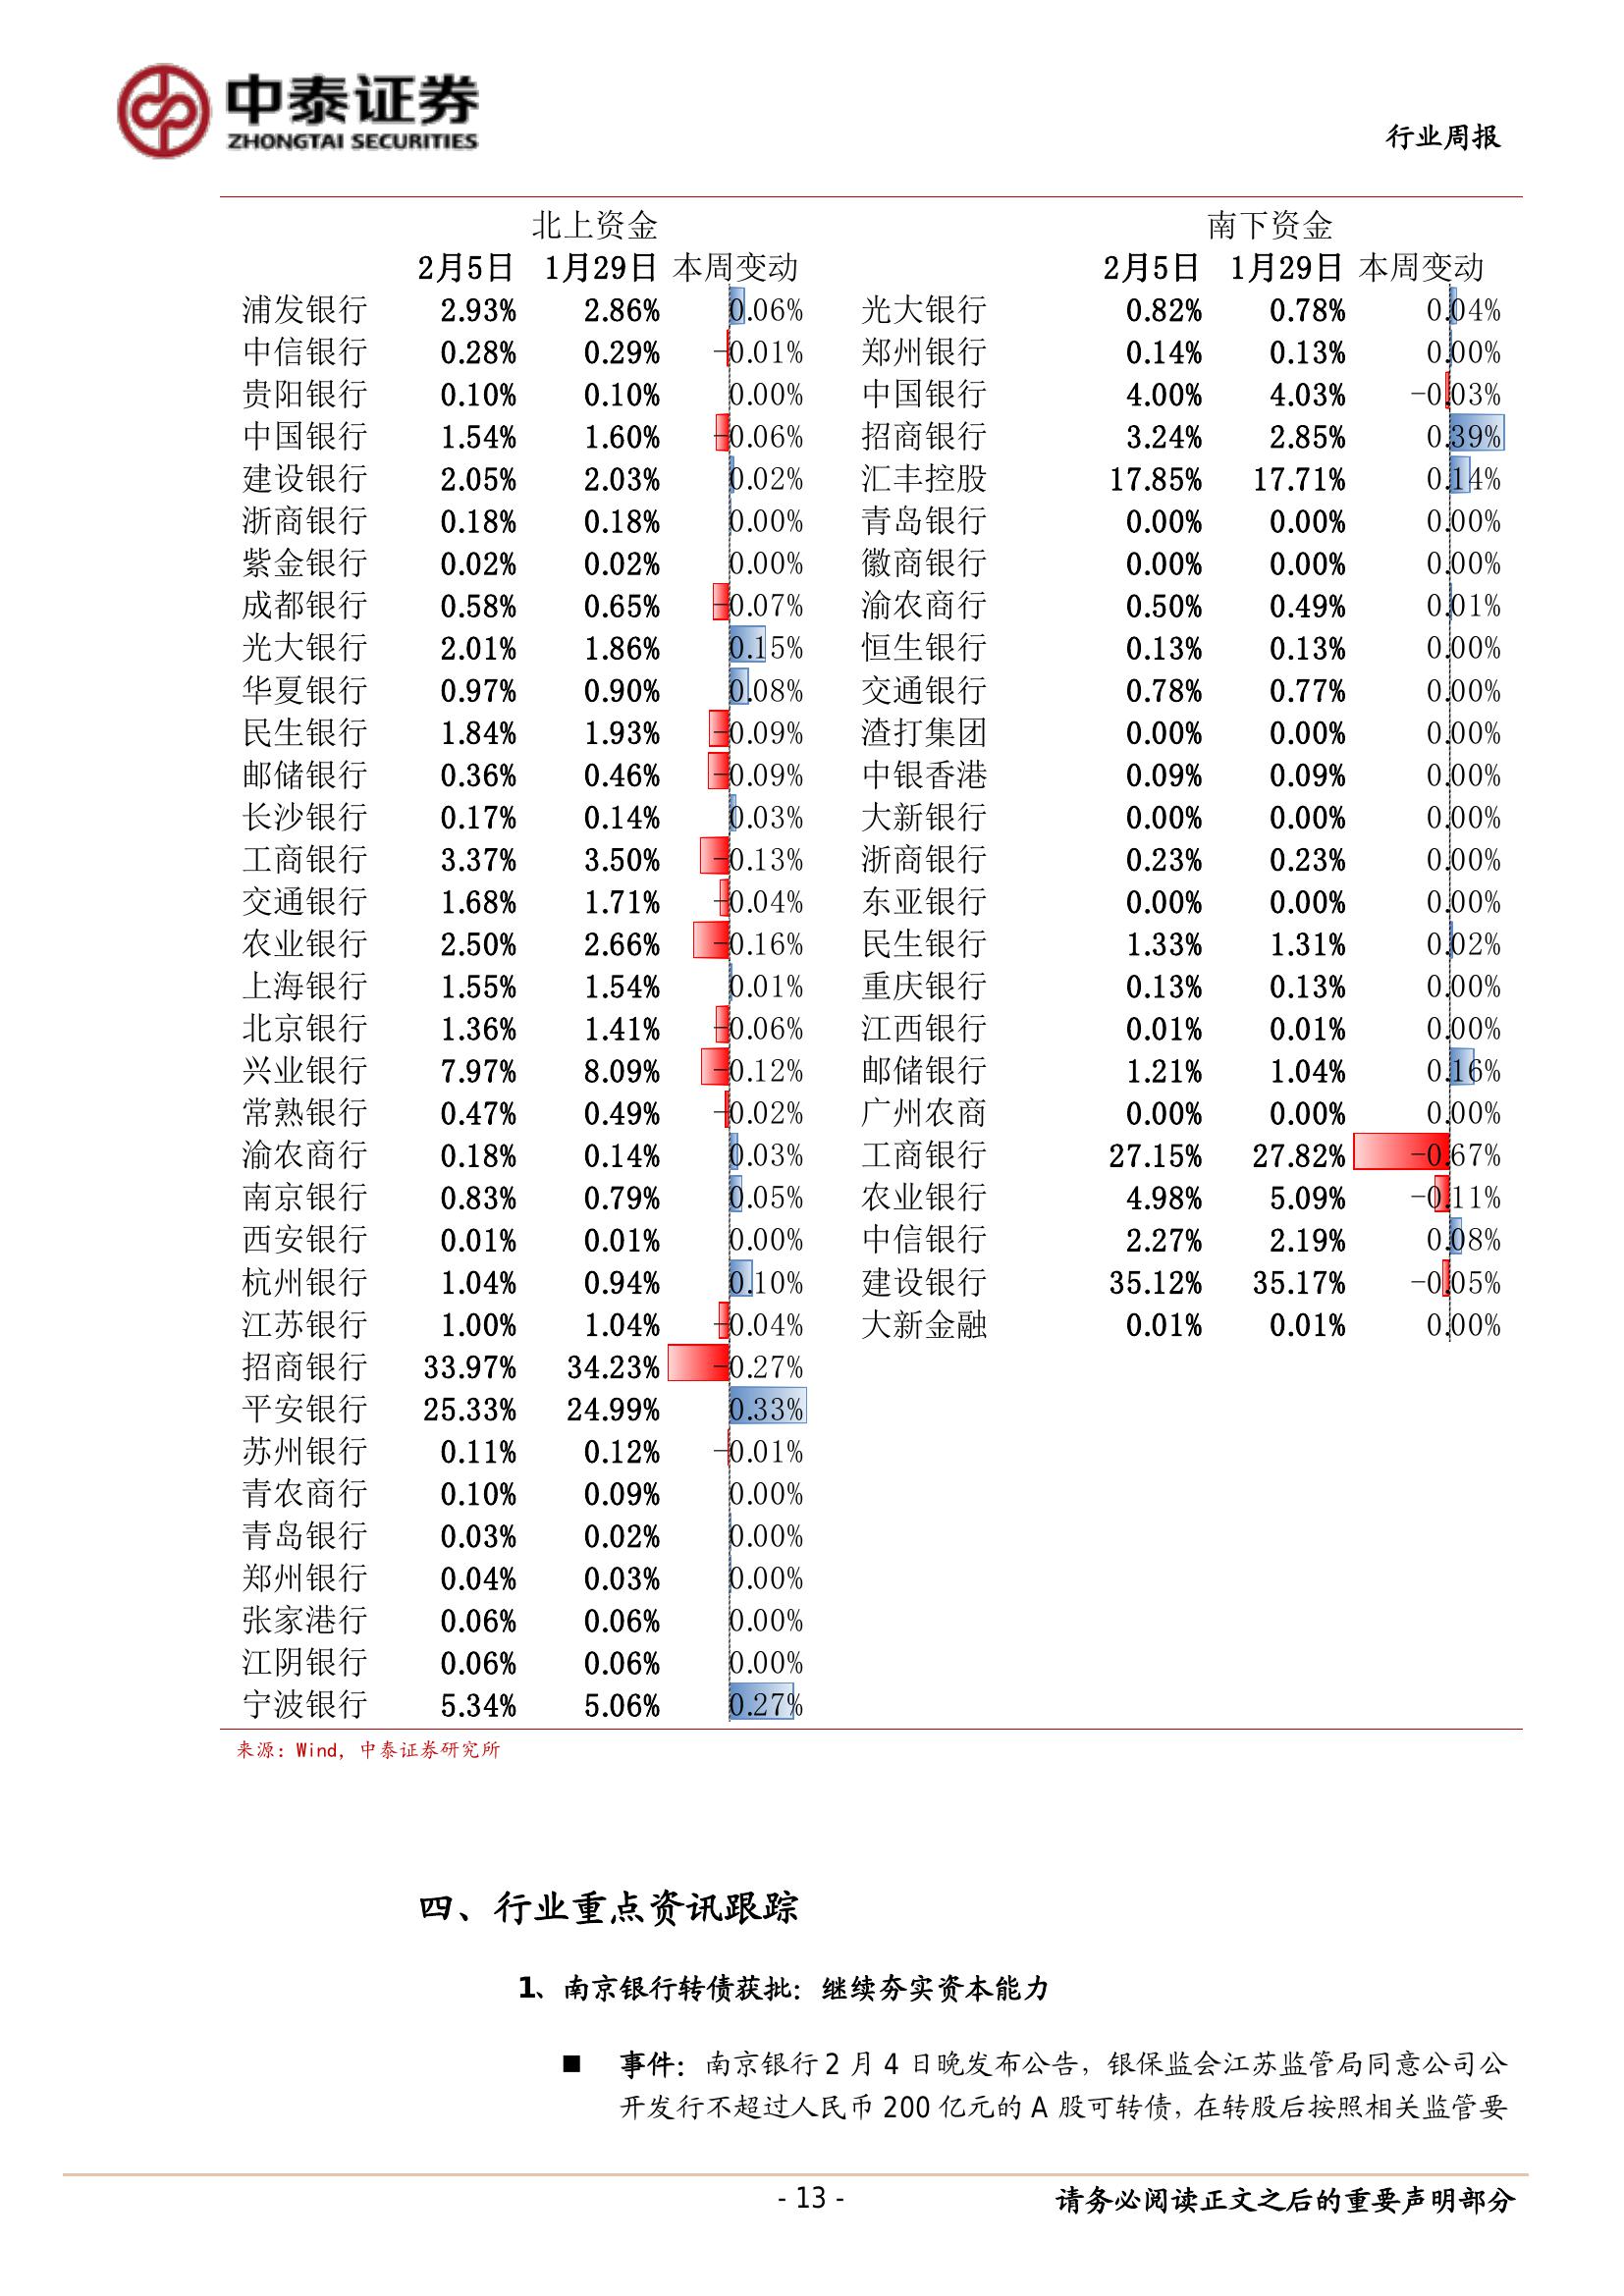 中泰证券
ZHONGTAI SECURITIES
行业周报
北上资金 南下资金
2月5日 1月29日 本周变动 2月5日 1月29日 本周变动
浦发银行 2.93% 2.86% 0.06% 光大银行 0.82% 0.78% 0.04%
中信银行 0.28% 0.29% -0.01% 郑州银行 0.14% 0.13% 0.00%
贵阳银行 0.10% 0.10% 0.00% 中国银行 4.00% 4.03% -0.03%
中国银行 1.54% 1.60% -0.06% 招商银行 3.24% 2.85% 0.39%
建设银行 2.05% 2.03% 0.02% 汇丰控股 17.85% 17.71% 0.14%
浙商银行 0.18% 0.18% 0.00% 青岛银行 0.00% 0.00% 0.00%
紫金银行 0.02% 0.02% 0.00% 徽商银行 0.00% 0.00% 0.00%
成都银行 0.58% 0.65% -0.07% 渝农商行 0.50% 0.49% 0.01%
光大银行 2.01% 1.86% 0.15% 恒生银行 0.13% 0.13% 0.00%
华夏银行 0.97% 0.90% 0.08% 交通银行 0.78% 0.77% 0.00%
民生银行 1.84% 1.93% -0.09% 渣打集团 0.00% 0.00% 0.00%
邮储银行 0.36% 0.46% -0.09% 中银香港 0.09% 0.09% 0.00%
长沙银行 0.17% 0.14% 0.03% 大新银行 0.00% 0.00% 0.00%
工商银行 3.37% 3.50% -0.13% 浙商银行 0.23% 0.23% 0.00%
交通银行 1.68% 1.71% -0.04% 东亚银行 0.00% 0.00% 0.00%
农业银行 2.50% 2.66% -0.16% 民生银行 1.33% 1.31% 0.02%
上海银行 1.55% 1.54% 0.01% 重庆银行 0.13% 0.13% 0.00%
北京银行 1.36% 1.41% -0.06% 江西银行 0.01% 0.01% 0.00%
兴业银行 7.97% 8.09% -0.12% 邮储银行 1.21% 1.04% 0.16%
常熟银行 0.47% 0.49% -0.02% 广州农商 0.00% 0.00% 0.00%
渝农商行 0.18% 0.14% 0.03% 工商银行 27.15% 27.82% -0.67%
南京银行 0.83% 0.79% 0.05% 农业银行 4.98% 5.09% -0.11%
西安银行 0.01% 0.01% 0.00% 中信银行 2.27% 2.19% 0.08%
杭州银行 1.04% 0.94% 0.10% 建设银行 35.12% 35.17% -0.05%
江苏银行 1.00% 1.04% -0.04% 大新金融 0.01% 0.01% 0.00%
招商银行 33.97% 34.23% -0.27%
平安银行 25.33% 24.99% 0.33%
苏州银行 0.11% 0.12% -0.01%
青农商行 0.10% 0.09% 0.00%
青岛银行 0.03% 0.02% 0.00%
郑州银行 0.04% 0.03% 0.00%
张家港行 0.06% 0.06% 0.00%
江阴银行 0.06% 0.06% 0.00%
宁波银行 5.34% 5.06% 0.27%
来源：Wind，中泰证券研究所
四、行业重点资讯跟踪
1、南京银行转债获批：继续夯实资本能力
■ 事件：南京银行 2 月 4 日晚发布公告，银保监会江苏监管局同意公司公
开发行不超过人民币 200 亿元的 A 股可转债，在转股后按照相关监管要
- 13 - 请务必阅读正文之后的重要声明部分